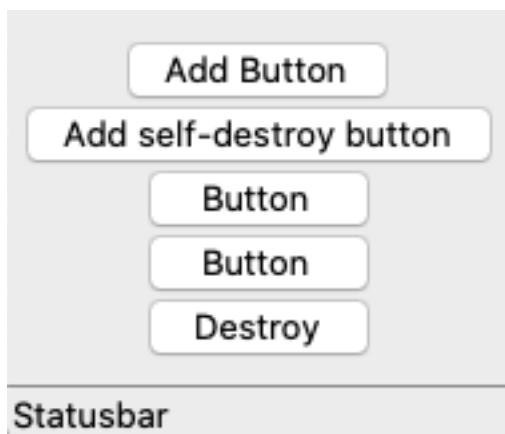 Add Button
Add self-destroy button
Button
Button
Destroy
Statusbar